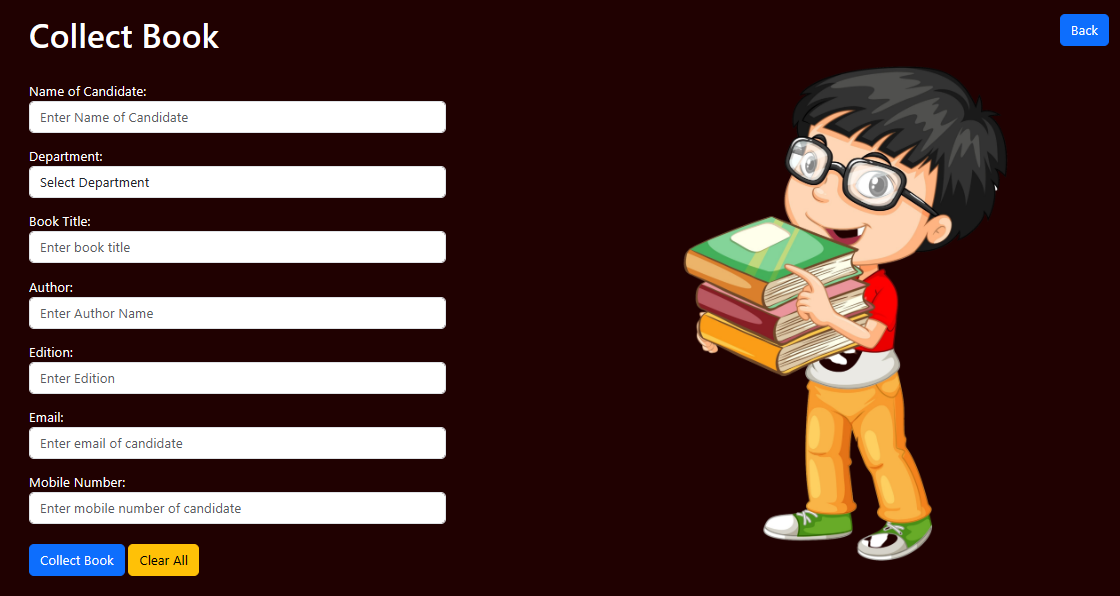 Collect Book
Back
Name of Candidate:
Enter Name of Candidate
Department:
Select Department
Book Title:
Enter book title
Author:
Enter Author Name
Edition:
Enter Edition
Email:
Enter email of candidate
Mobile Number:
Enter mobile number of candidate
Collect Book Clear All